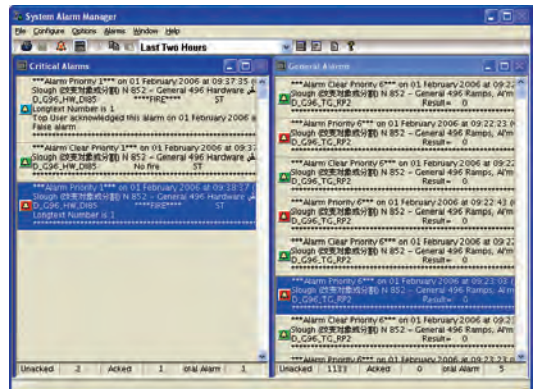 System Alarm Manager
File Configure Options Alarms Window Help
Last Two Hours
Critical Alarms
***Alarm Priority 1*** on 01 February 2006 at 09:37:35
Slough N 852 - General 496 Hardware
D_G96_HW_DI85 ****FIRE**** ST
Longtext Number is 1
Top User acknowledged this alarm on 01 February 2006
False alarm
***Alarm Clear Priority 1*** on 01 February 2006 at 09:37
Slough N 852 - General 496 Hardware
D_G96_HW_DI85 No fire ST
***Alarm Priority 1*** on 01 February 2006 at 09:38:37
Slough N 852 - General 496 Hardware
D_G96_HW_DI85 ****FIRE**** ST
Longtext Number is 1
Unacked 2 Acked 1 otal Alarm 1
General Alarms
***Alarm Clear Priority 6*** on 01 February 2006 at 09:22
Slough N 852 - General 496 Ramps, Al'm
D_G96_TG_RP2 Result= 0
***Alarm Priority 6*** on 01 February 2006 at 09:22:23
Slough N 852 - General 496 Ramps, Al'm
D_G96_TG_RP2 Result= 0
***Alarm Clear Priority 6*** on 01 February 2006 at 09:22
Slough N 852 - General 496 Ramps, Al'm
D_G96_TG_RP2 Result= 0
***Alarm Priority 6*** on 01 February 2006 at 09:22:43
Slough N 852 - General 496 Ramps, Al'm
D_G96_TG_RP2 Result= 0
***Alarm Clear Priority 6*** on 01 February 2006 at 09:22
Slough N 852 - General 496 Ramps, Al'm
D_G96_TG_RP2 Result= 0
***Alarm Priority 6*** on 01 February 2006 at 09:23:03
Slough N 852 - General 496 Ramps, Al'm
D_G96_TG_RP2 Result= 0
***Alarm Clear Priority 6*** on 01 February 2006 at 09:23
Slough N 852 - General 496 Ramps, Al'm
D_G96_TG_RP2 Result= 0
***Alarm Priority 6*** on 01 February 2006 at 09:23:23
Unacked 1133 Acked 0 otal Alarm 5